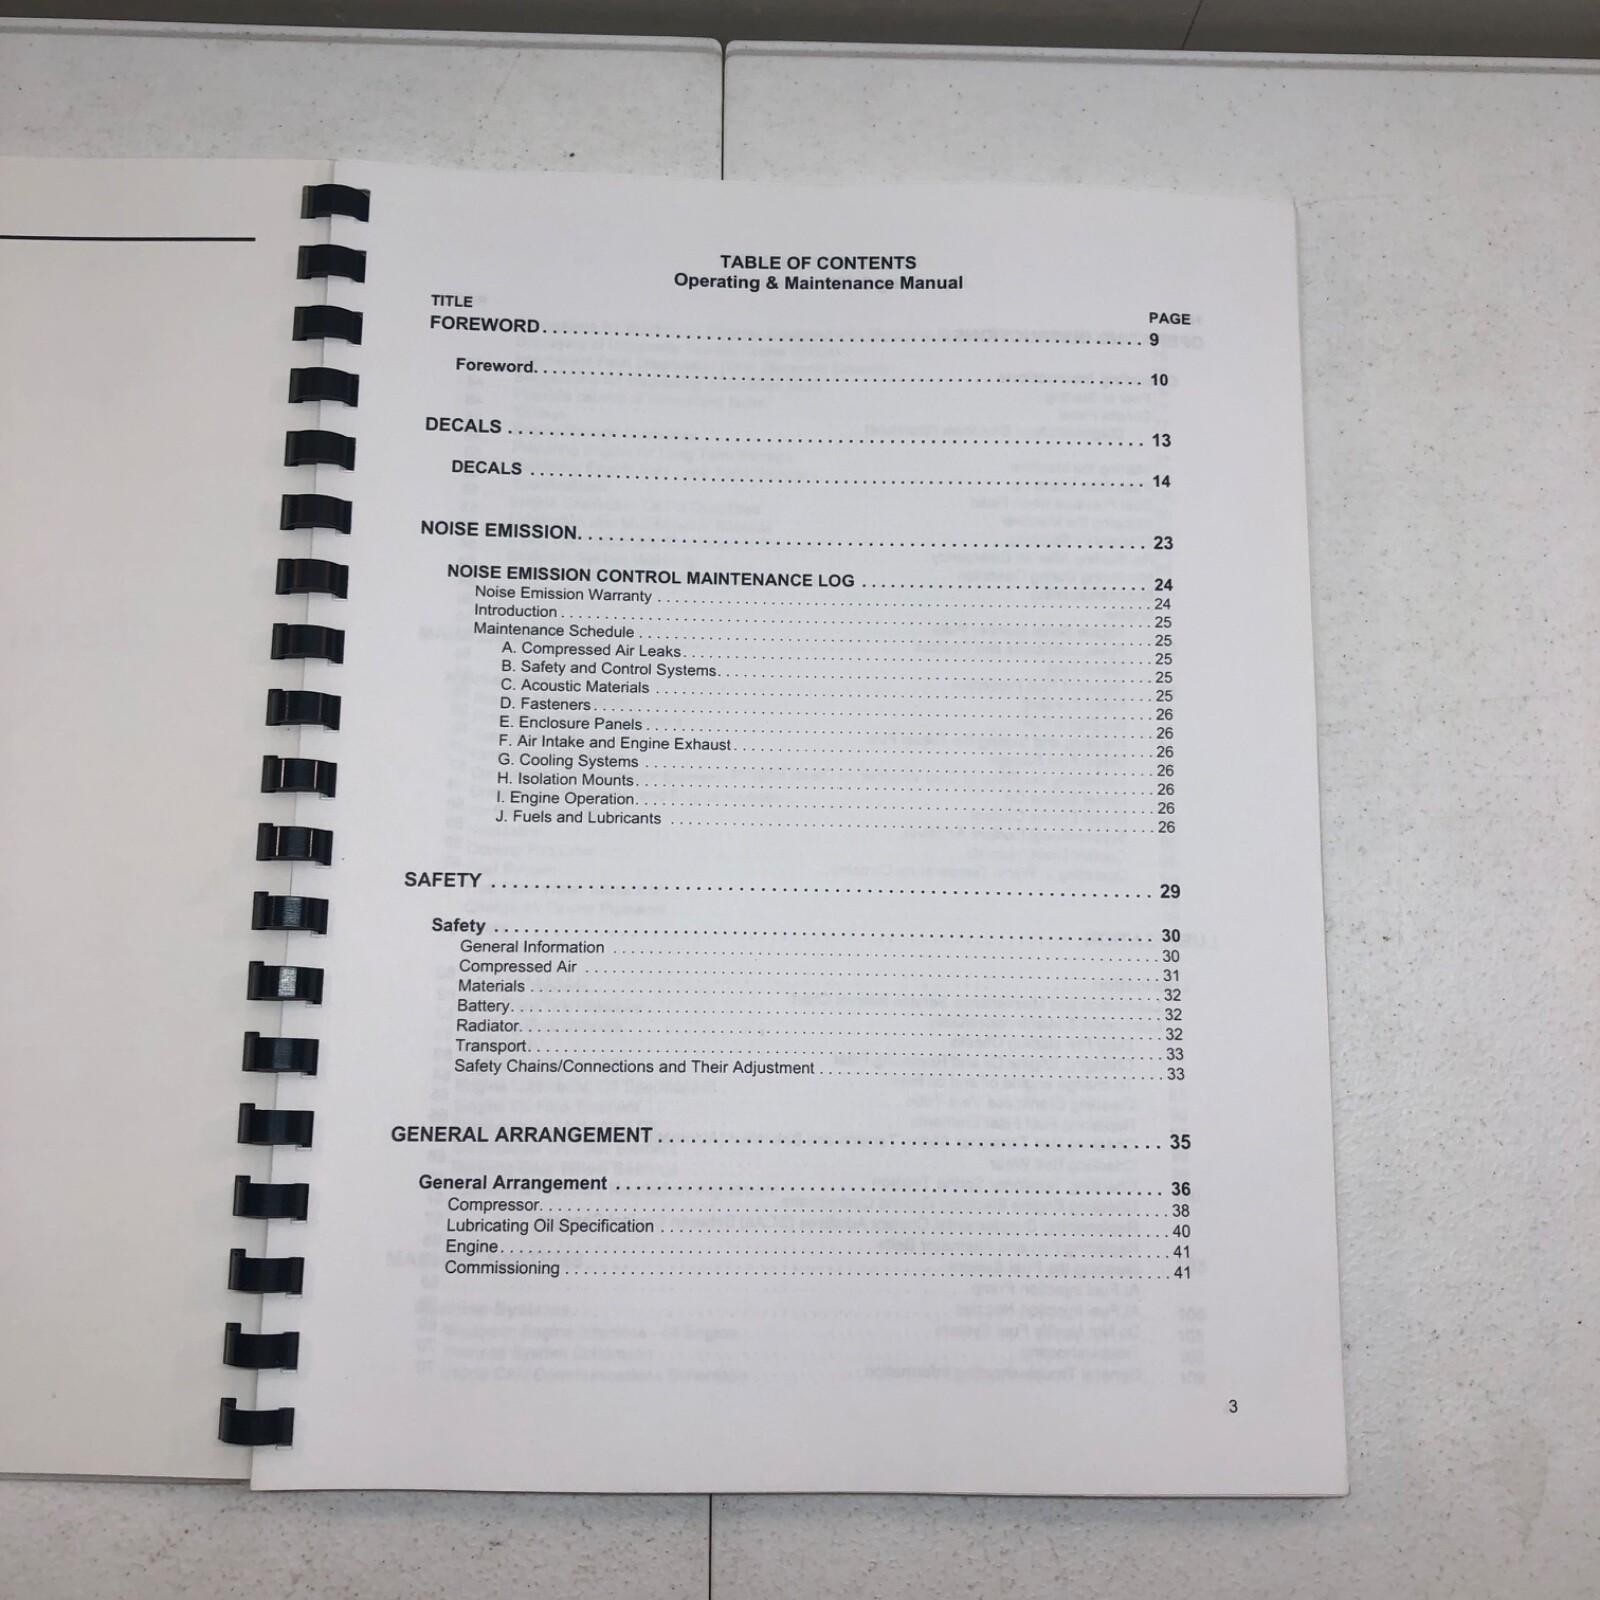 TABLE OF CONTENTS
Operating & Maintenance Manual
TITLE PAGE
FOREWORD 9
Foreword 10
DECALS 13
DECALS 14
NOISE EMISSION 23
NOISE EMISSION CONTROL MAINTENANCE LOG 24
Noise Emission Warranty 24
Introduction 25
Maintenance Schedule 25
A. Compressed Air Leaks 25
B. Safety and Control Systems 25
C. Acoustic Materials 25
D. Fasteners 26
E. Enclosure Panels 26
F. Air Intake and Engine Exhaust 26
G. Cooling Systems 26
H. Isolation Mounts 26
I. Engine Operation 26
J. Fuels and Lubricants 26
SAFETY 29
Safety 30
General Information 30
Compressed Air 31
Materials 32
Battery 32
Radiator 32
Transport 33
Safety Chains/Connections and Their Adjustment 33
GENERAL ARRANGEMENT 35
General Arrangement 36
Compressor 38
Lubricating Oil Specification 40
Engine 41
Commissioning 41
3